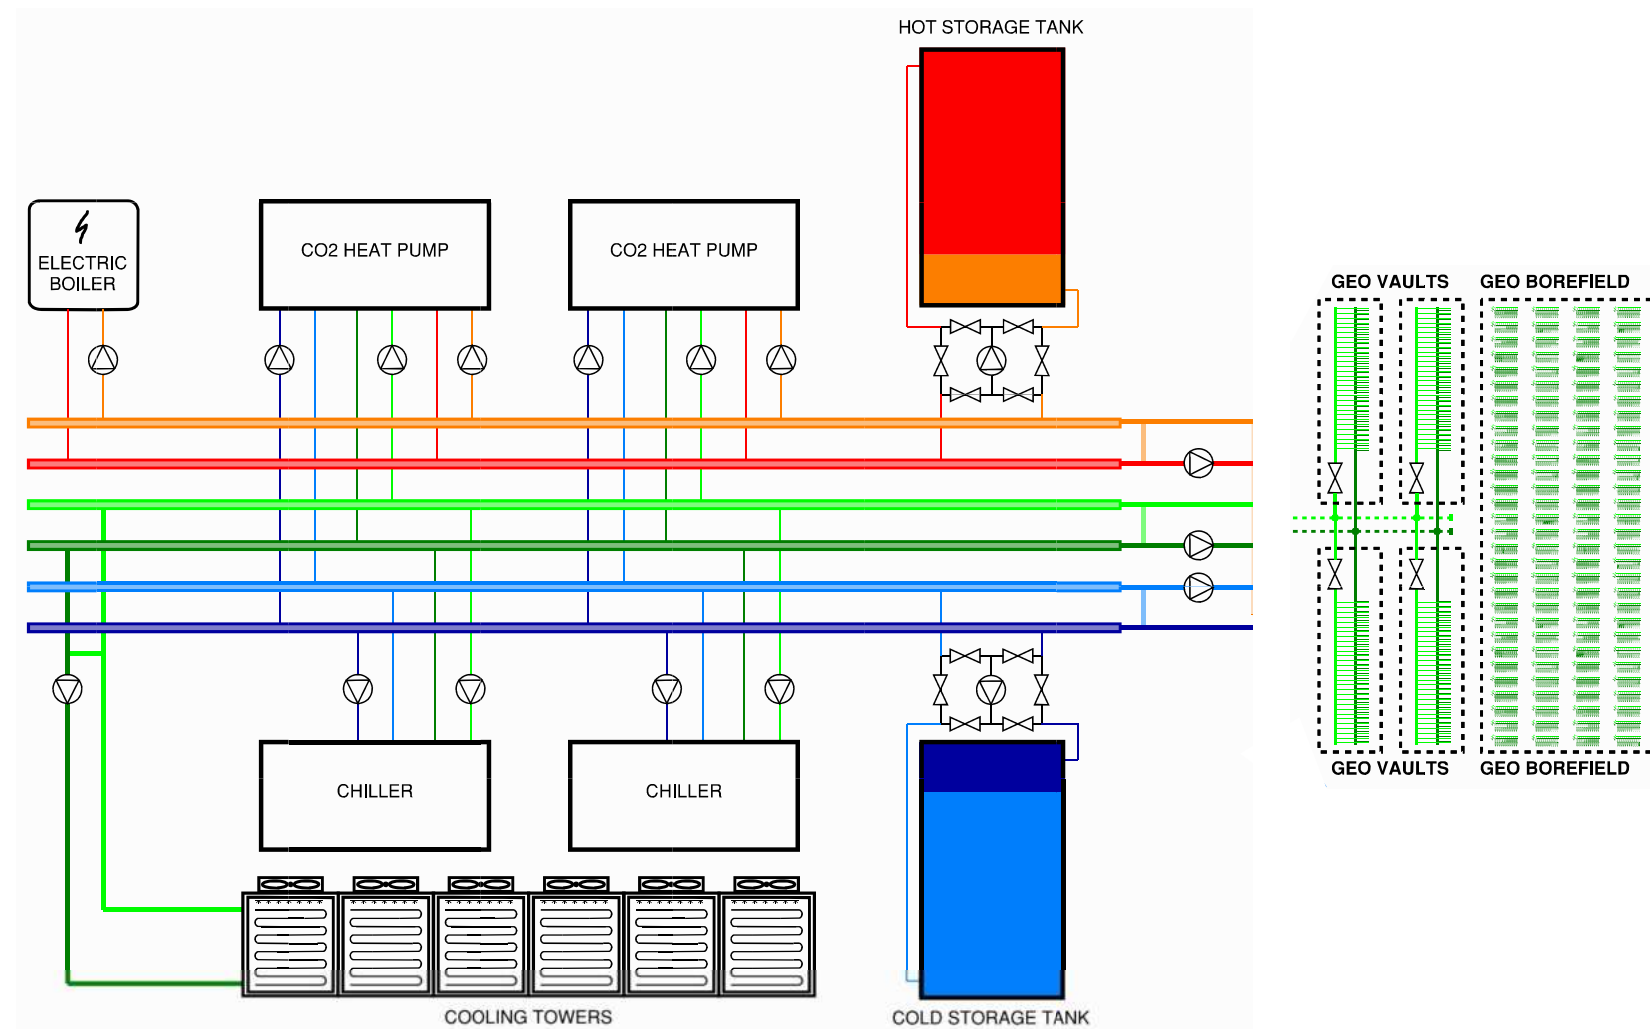 HOT STORAGE TANK
ELECTRIC
BOILER
CO2 HEAT PUMP
CO2 HEAT PUMP
GEO VAULTS
GEO BOREFIELD
GEO VAULTS
GEO BOREFIELD
CHILLER
CHILLER
COOLING TOWERS
COLD STORAGE TANK